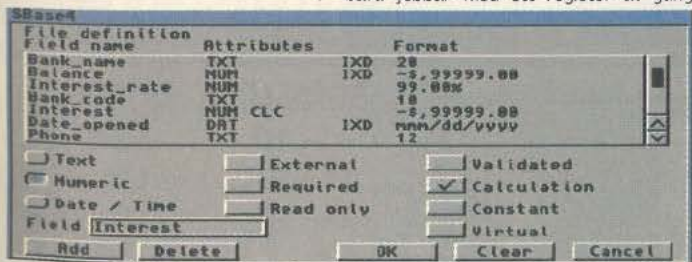 SBase4
File definition
Field name Attributes Format
Bank_name TXT IXD 20
Balance NUM IXD -$,99999.00
Interest_rate NUM 99.00%
Bank_code TXT 10
Interest NUM CLC -$,99999.00
Date_opened DAT IXD mmm/dd/yyyy
Phone TXT 12
Text External Validated
Numeric Required Calculation
Date / Time Read only Constant
Field Interest Virtual
Add Delete OK Clear Cancel